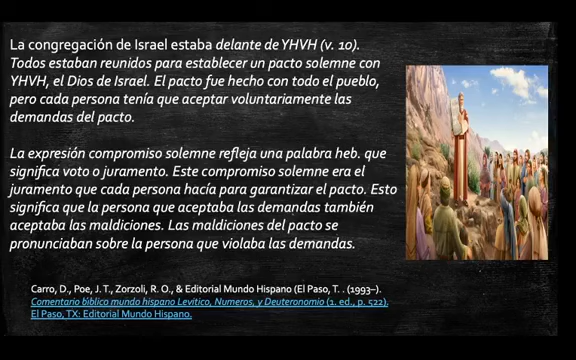 La congregación de Israel estaba delante de YHVH (v. 10).
Todos estaban reunidos para establecer un pacto solemne con
YHVH, el Dios de Israel. El pacto fue hecho con todo el pueblo,
pero cada persona tenía que aceptar voluntariamente las
demandas del pacto.
La expresión compromiso solemne refleja una palabra heb. que
significa voto o juramento. Este compromiso solemne era el
juramento que cada persona hacía para garantizar el pacto. Esto
significa que la persona que aceptaba las demandas también
aceptaba las maldiciones. Las maldiciones del pacto se
pronunciaban sobre la persona que violaba las demandas.
Carro, D., Poe, J. T., Zorzoli, R. O., & Editorial Mundo Hispano (El Paso, T. . (1993–).
Comentario bı́blico mundo hispano Levitico, Numeros, y Deuteronomio (1. ed., p. 522).
El Paso, TX: Editorial Mundo Hispano.